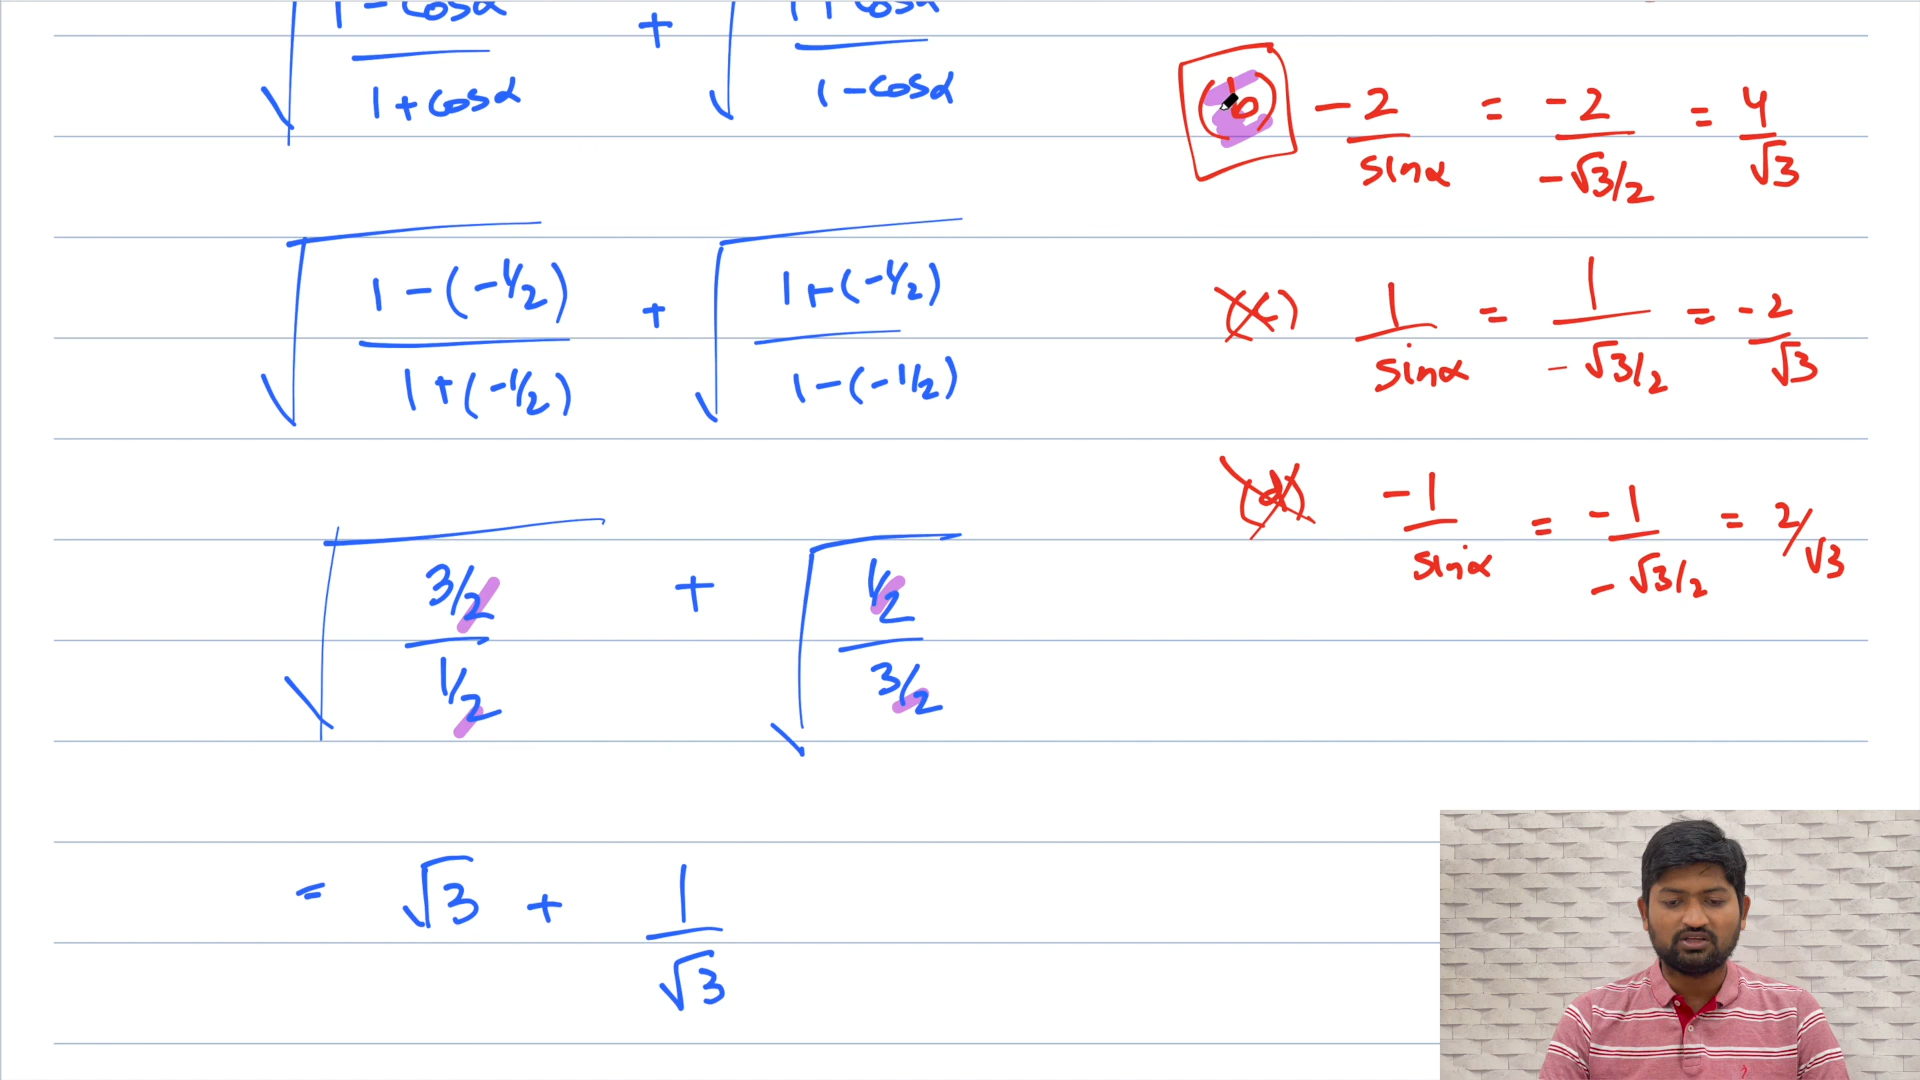 √(1 - cosα / 1 + cosα) + √(1 + cosα / 1 - cosα)
√(1 - (-1/2) / 1 + (-1/2)) + √(1 + (-1/2) / 1 - (-1/2))
√(3/2 / 1/2) + √(1/2 / 3/2)
= √3 + 1/√3
(b) -2/sinα = -2/-√3/2 = 4/√3
(c) 1/sinα = 1/-√3/2 = -2/√3
(d) -1/sinα = -1/-√3/2 = 2/√3